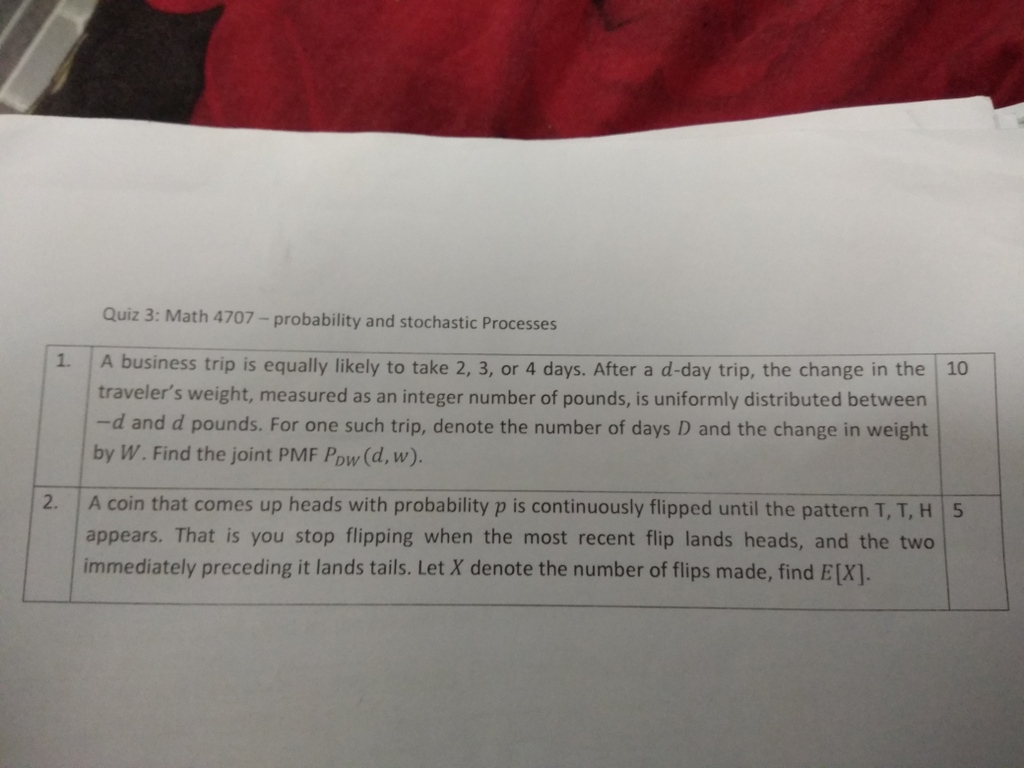 Quiz 3: Math 4707 – probability and stochastic Processes
1. A business trip is equally likely to take 2, 3, or 4 days. After a d-day trip, the change in the 10
traveler's weight, measured as an integer number of pounds, is uniformly distributed between
−d and d pounds. For one such trip, denote the number of days D and the change in weight
by W. Find the joint PMF P_{DW}(d, w).
2. A coin that comes up heads with probability p is continuously flipped until the pattern T, T, H 5
appears. That is you stop flipping when the most recent flip lands heads, and the two
immediately preceding it lands tails. Let X denote the number of flips made, find E[X].